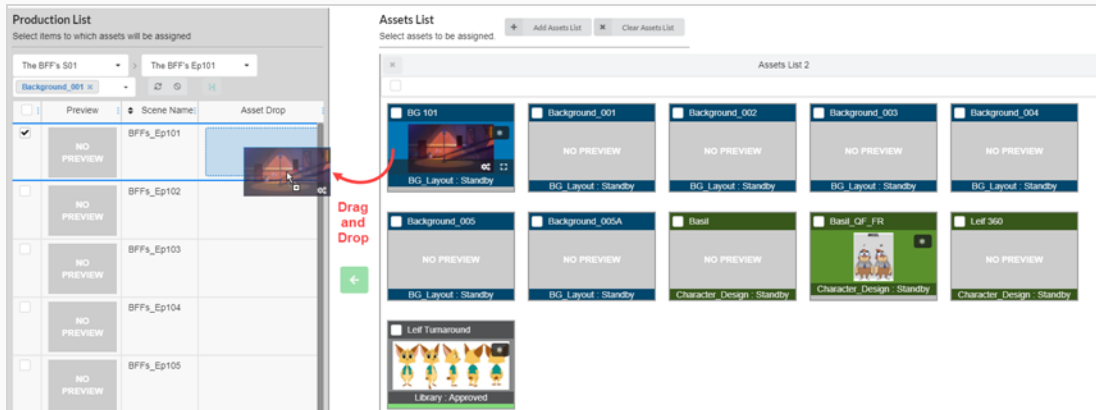 Production List
Select items to which assets will be assigned
The BFF's S01
>
The BFF's Ep101
Background_001 ×
Preview
Scene Name
Asset Drop
NO PREVIEW
BFFs_Ep101
NO PREVIEW
BFFs_Ep102
NO PREVIEW
BFFs_Ep103
NO PREVIEW
BFFs_Ep104
NO PREVIEW
BFFs_Ep105
Drag
and
Drop
Assets List
Select assets to be assigned.
+ Add Assets List
× Clear Assets List
× Assets List 2
BG 101
BG_Layout : Standby
Background_001
NO PREVIEW
BG_Layout : Standby
Background_002
NO PREVIEW
BG_Layout : Standby
Background_003
NO PREVIEW
BG_Layout : Standby
Background_004
NO PREVIEW
BG_Layout : Standby
Background_005
NO PREVIEW
BG_Layout : Standby
Background_005A
NO PREVIEW
BG_Layout : Standby
Basil
NO PREVIEW
Character_Design : Standby
Basil_QF_FR
Character_Design : Standby
Leif 360
NO PREVIEW
Character_Design : Standby
Leif Turnaround
Library : Approved